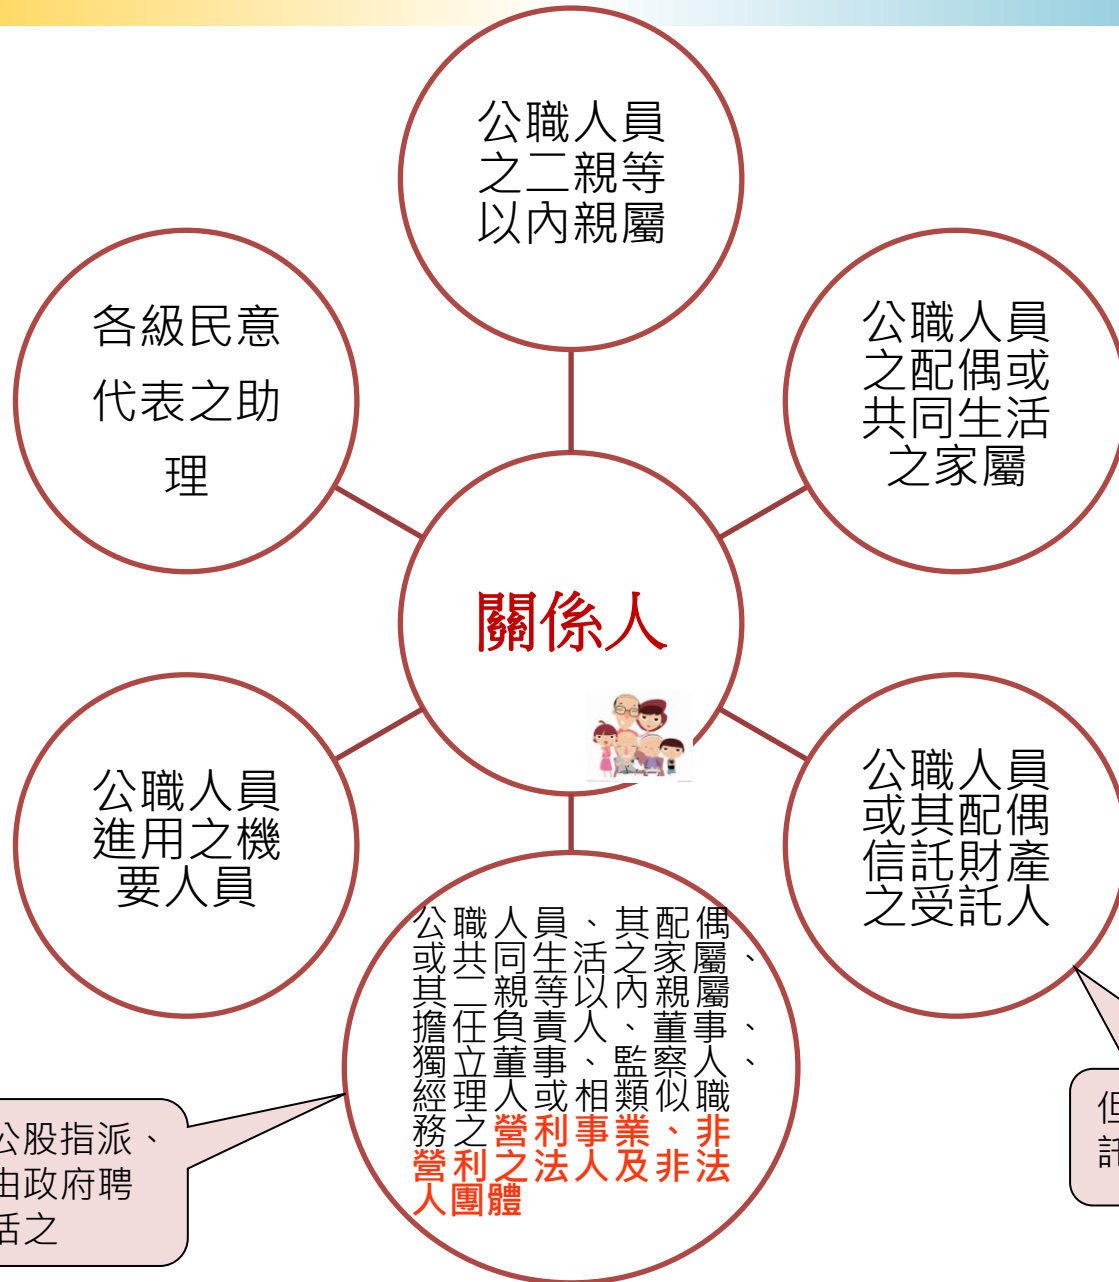 公職人員
之二親等
以內親屬
各級民意
代表之助
理
公職人員
之配偶或
共同生活
之家屬
關係人
公職人員
進用之機
要人員
公職人員
或其配偶
信託財產
之受託人
公職人員、其配偶
或共同生活之家屬、
其二親等以內親屬
擔任負責人、董事、
獨立董事、監察人、
經理人或相類似職
務之營利事業、非
營利之法人及非法
人團體
公股指派、
由政府聘
括之
但
託